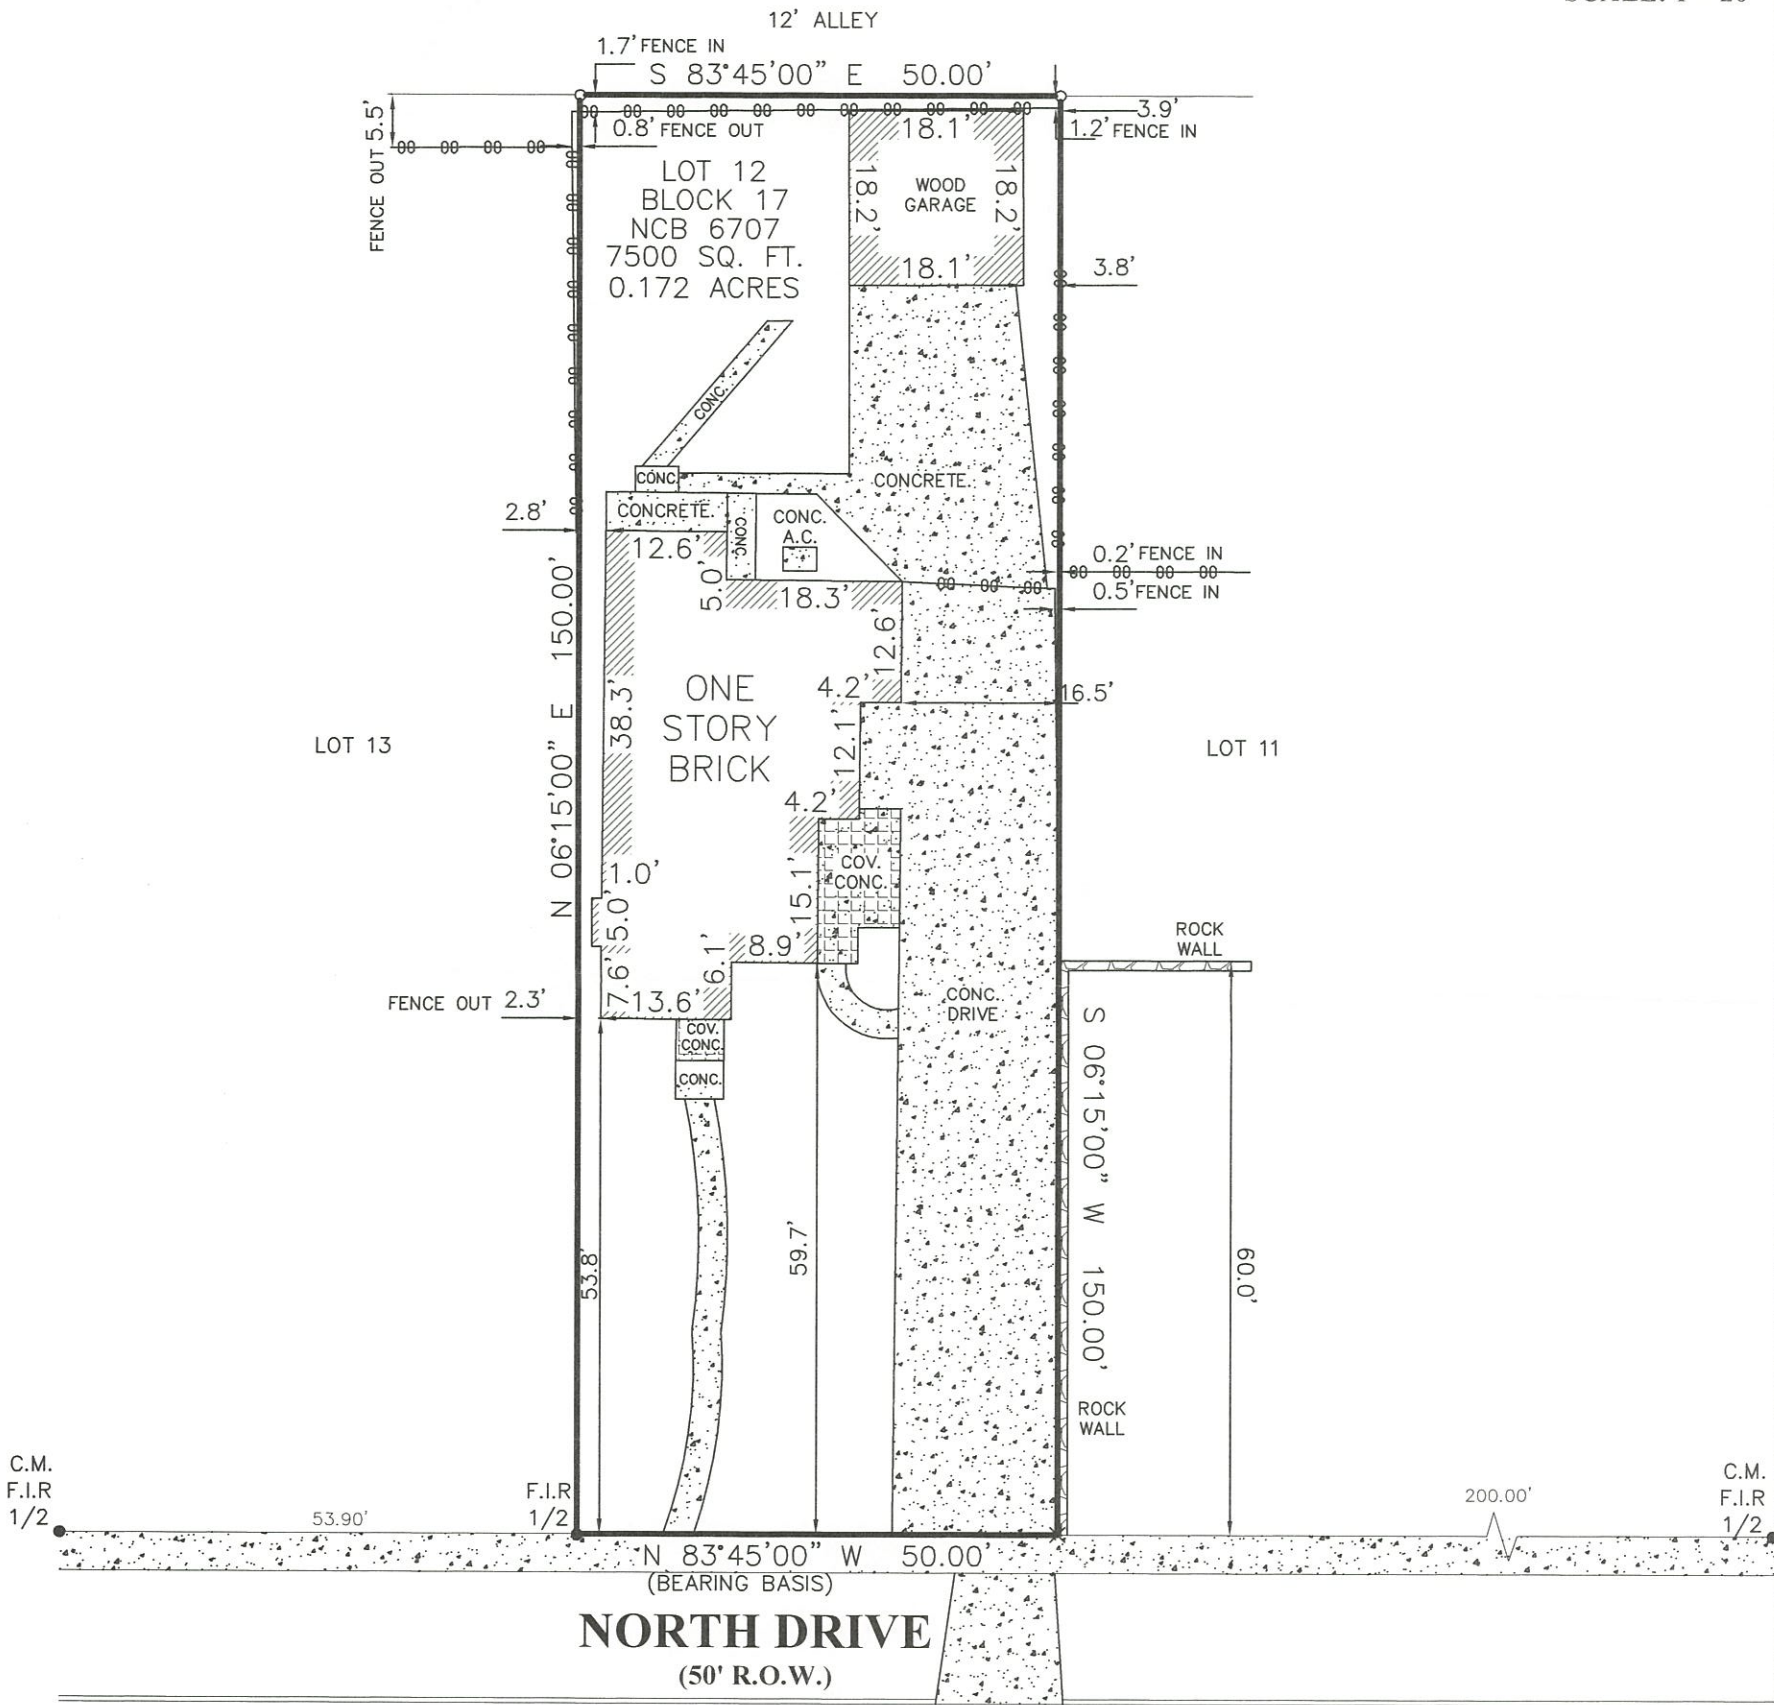 12' ALLEY
1.7' FENCE IN
S 83°45'00" E 50.00'
FENCE OUT 5.5'
0.8' FENCE OUT
18.1'
3.9'
1.2' FENCE IN
LOT 12
BLOCK 17
NCB 6707
7500 SQ. FT.
0.172 ACRES
18.2'
WOOD
GARAGE
18.2'
18.1'
3.8'
CONC.
CONC.
CONCRETE.
CONCRETE.
CONC.
CONC.
A.C.
2.8'
12.6'
5.0'
18.3'
0.2' FENCE IN
0.5' FENCE IN
N 06°15'00" E 150.00'
12.6'
4.2'
16.5'
38.3'
ONE
STORY
BRICK
12.1'
LOT 13
LOT 11
4.2'
COV.
CONC.
15.1'
1.0'
5.0'
7.6'
6.1'
8.9'
13.6'
FENCE OUT 2.3'
ROCK
WALL
CONC.
DRIVE
COV.
CONC.
CONC.
S 06°15'00" W 150.00'
53.8'
59.7'
60.0'
ROCK
WALL
C.M.
F.I.R
1/2
53.90'
F.I.R
1/2
200.00'
C.M.
F.I.R
1/2
N 83°45'00" W 50.00'
(BEARING BASIS)
NORTH DRIVE
(50' R.O.W.)